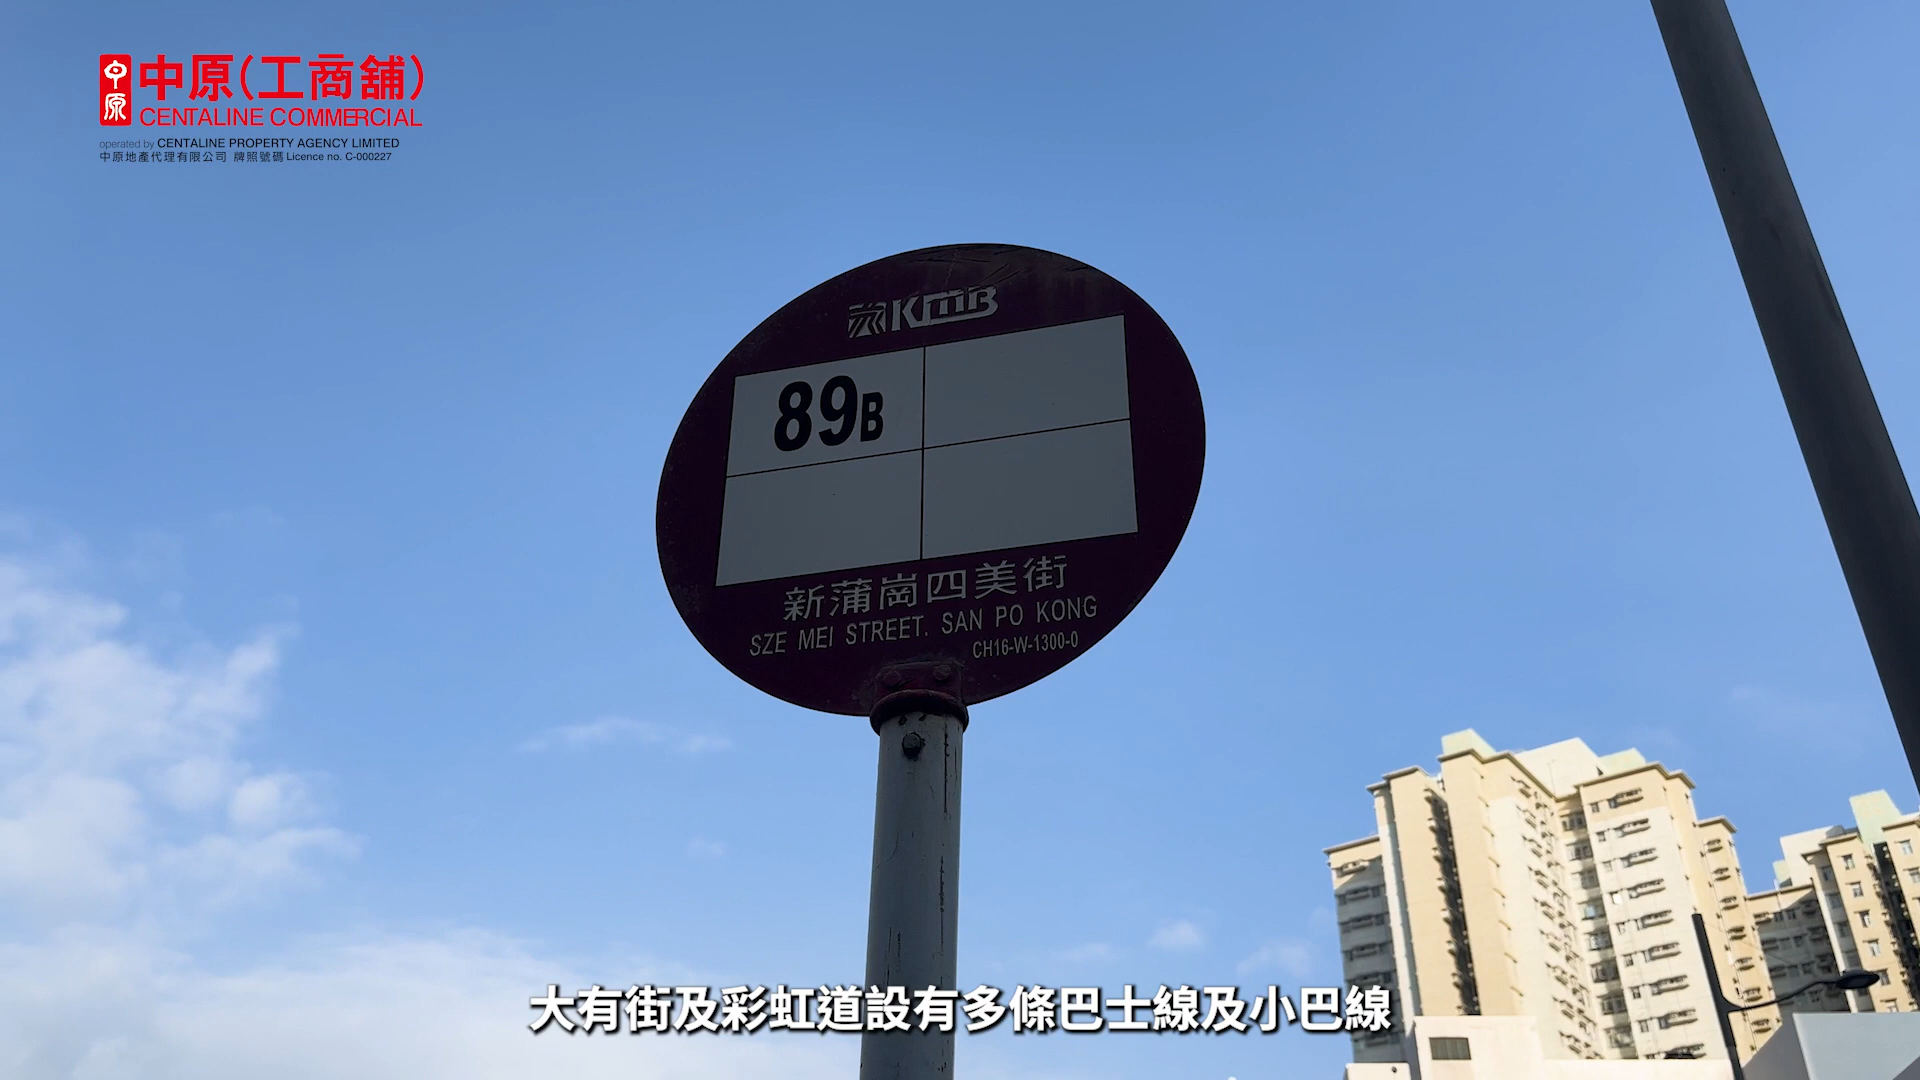 中原
中原(工商舖)
CENTALINE COMMERCIAL
operated by CENTALINE PROPERTY AGENCY LIMITED
中原地產代理有限公司 牌照號碼 Licence no. C-000227
KMB
89B
新蒲崗四美街
SZE MEI STREET. SAN PO KONG
CH16-W-1300-0
大有街及彩虹道設有多條巴士線及小巴線